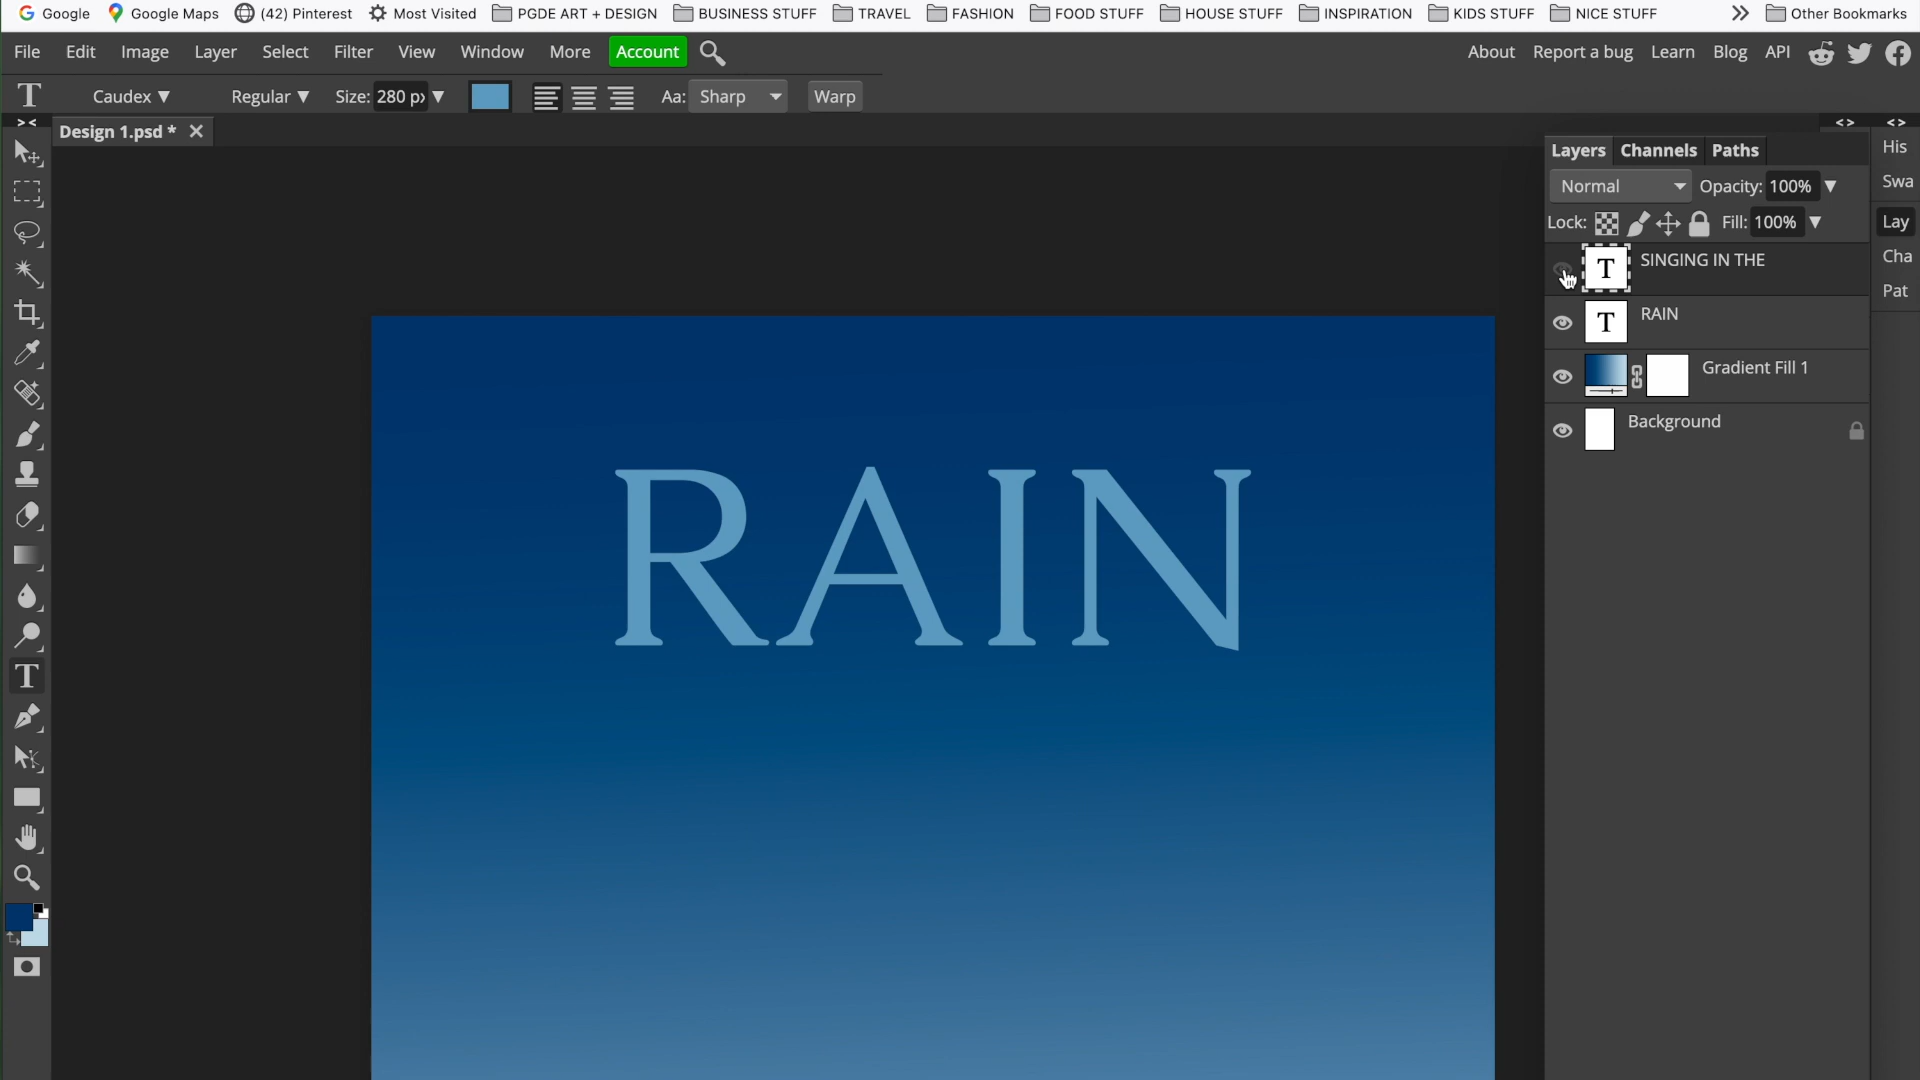 Google
Google Maps
(42) Pinterest
Most Visited
PGDE ART + DESIGN
BUSINESS STUFF
TRAVEL
FASHION
FOOD STUFF
HOUSE STUFF
INSPIRATION
KIDS STUFF
NICE STUFF
Other Bookmarks
File Edit Image Layer Select Filter View Window More Account
About Report a bug Learn Blog API
T Caudex Regular Size: 280 px Aa: Sharp Warp
Design 1.psd *
Layers Channels Paths
Normal Opacity: 100%
Lock: Fill: 100%
T SINGING IN THE
T RAIN
Gradient Fill 1
Background
His
Swa
Lay
Cha
Pat
RAIN
T